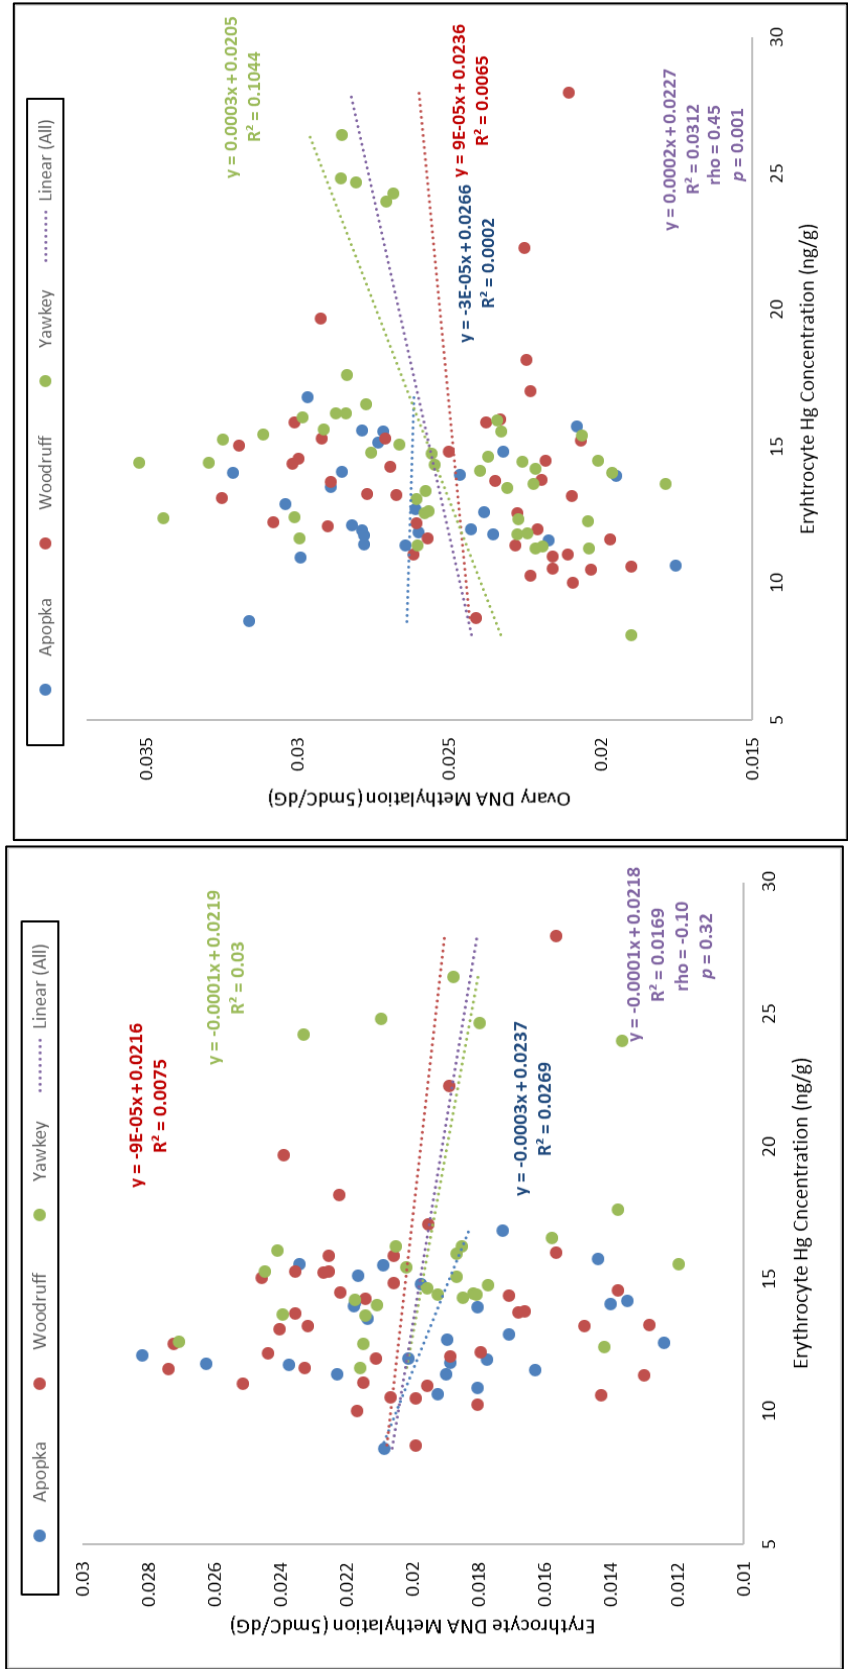 Apopka
Woodruff
Yawkey
Linear (All)
y = -9E-05x + 0.0216
R² = 0.0075
y = -0.0001x + 0.0219
R² = 0.03
y = -0.0003x + 0.0237
R² = 0.0269
y = -0.0001x + 0.0218
R² = 0.0169
rho = -0.10
p = 0.32
Erythrocyte DNA Methylation (5mdC/dG)
0.03
0.028
0.026
0.024
0.022
0.02
0.018
0.016
0.014
0.012
0.01
5
10
15
20
25
30
Erythrocyte Hg Cncentration (ng/g)
Apopka
Woodruff
Yawkey
Linear (All)
y = 0.0003x + 0.0205
R² = 0.1044
y = 9E-05x + 0.0236
R² = 0.0065
y = -3E-05x + 0.0266
R² = 0.0002
y = 0.0002x + 0.0227
R² = 0.0312
rho = 0.45
p = 0.001
Ovary DNA Methylation (5mdC/dG)
0.035
0.03
0.025
0.02
0.015
5
10
15
20
25
30
Eryhtrocyte Hg Concentration (ng/g)